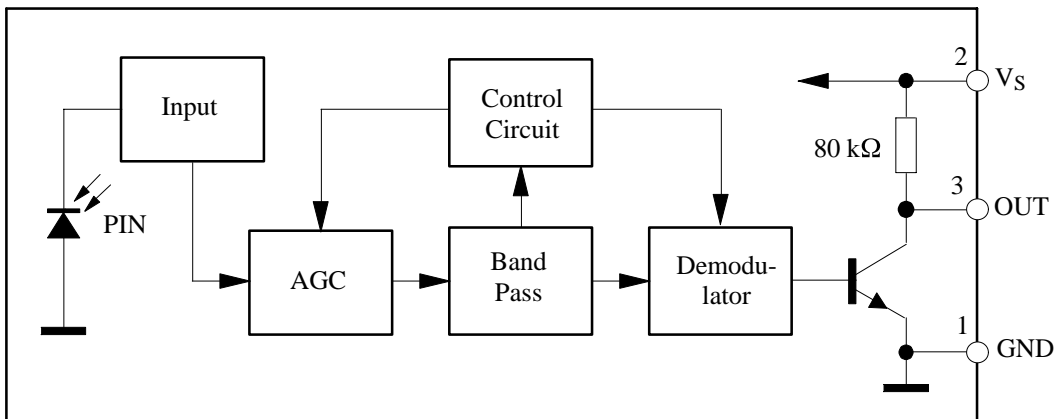 Input
Control
Circuit
2
V_S
80 kΩ
3
OUT
PIN
AGC
Band
Pass
Demodu-
lator
1
GND